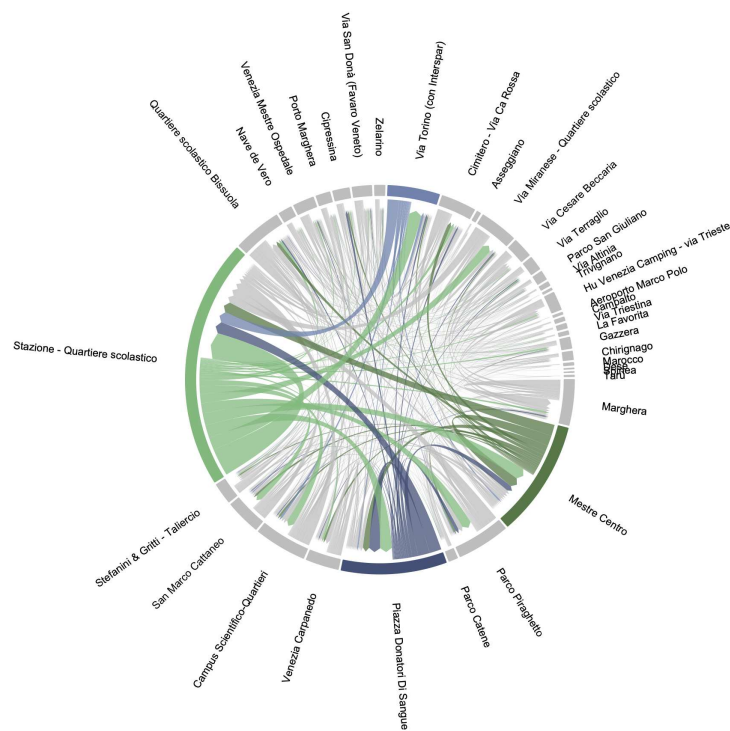 Via San Donà (Favaro Veneto)
Zelarino
Via Torino (con Interspar)
Cimitero - Via Ca Rossa
Asseggiano
Via Miranese - Quartiere scolastico
Via Cesare Beccaria
Via Terraglio
Parco San Giuliano
Via Altinia
Trivignano
Hu Venezia Camping - via Trieste
Aeroporto Marco Polo
Campalto
Via Triestina
La Favorita
Gazzera
Chirignago
Marocco
Dese
Spinea
Taru
Marghera
Mestre Centro
Parco Piraghetto
Parco Catene
Piazza Donatori Di Sangue
Venezia Carpanedo
Campus Scientifico-Quartieri
San Marco Cattaneo
Stefanini & Gritti - Taliercio
Stazione - Quartiere scolastico
Quartiere scolastico Bissuola
Nave de Vero
Venezia Mestre Ospedale
Porto Marghera
Cipressina